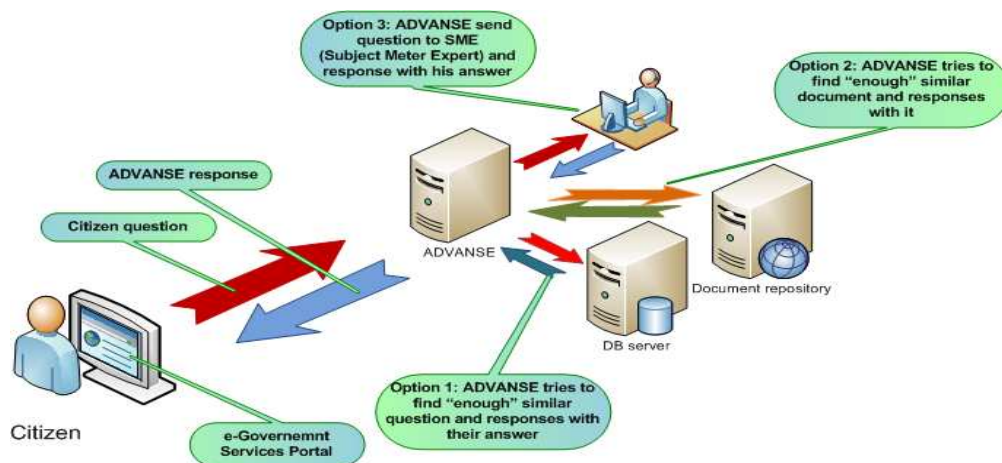 Option 3: ADVANSE send
question to SME
(Subject Meter Expert) and
response with his answer
Option 2: ADVANSE tries to
find “enough” similar
document and responses
with it
ADVANSE response
Citizen question
ADVANSE
Document repository
DB server
Option 1: ADVANSE tries to
find “enough” similar
question and responses with
their answer
Citizen
e-Governemnt
Services Portal